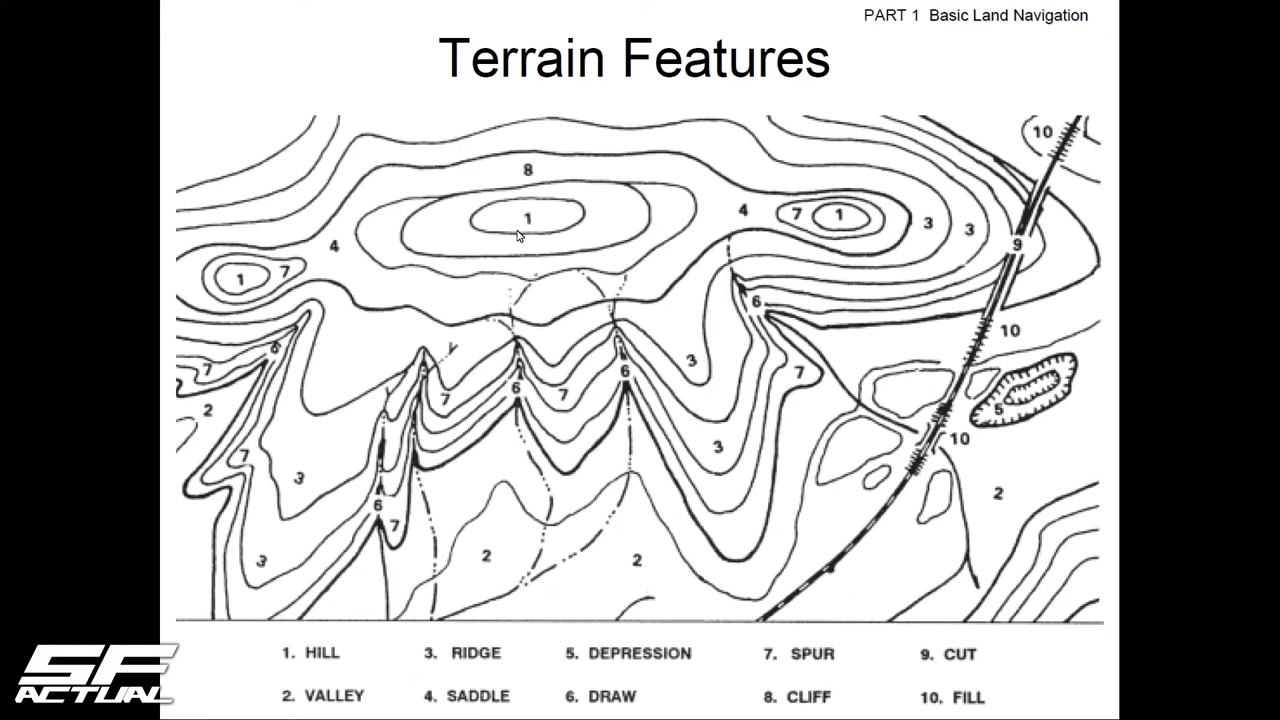 PART 1 Basic Land Navigation
Terrain Features
10
8
1
4
7
1
3
3
4
9
1
7
6
10
6
3
7
7
6
6
7
7
5
2
10
7
3
3
2
6
7
3
2
2
1. HILL
3. RIDGE
5. DEPRESSION
7. SPUR
9. CUT
2. VALLEY
4. SADDLE
6. DRAW
8. CLIFF
10. FILL
SF
ACTUAL